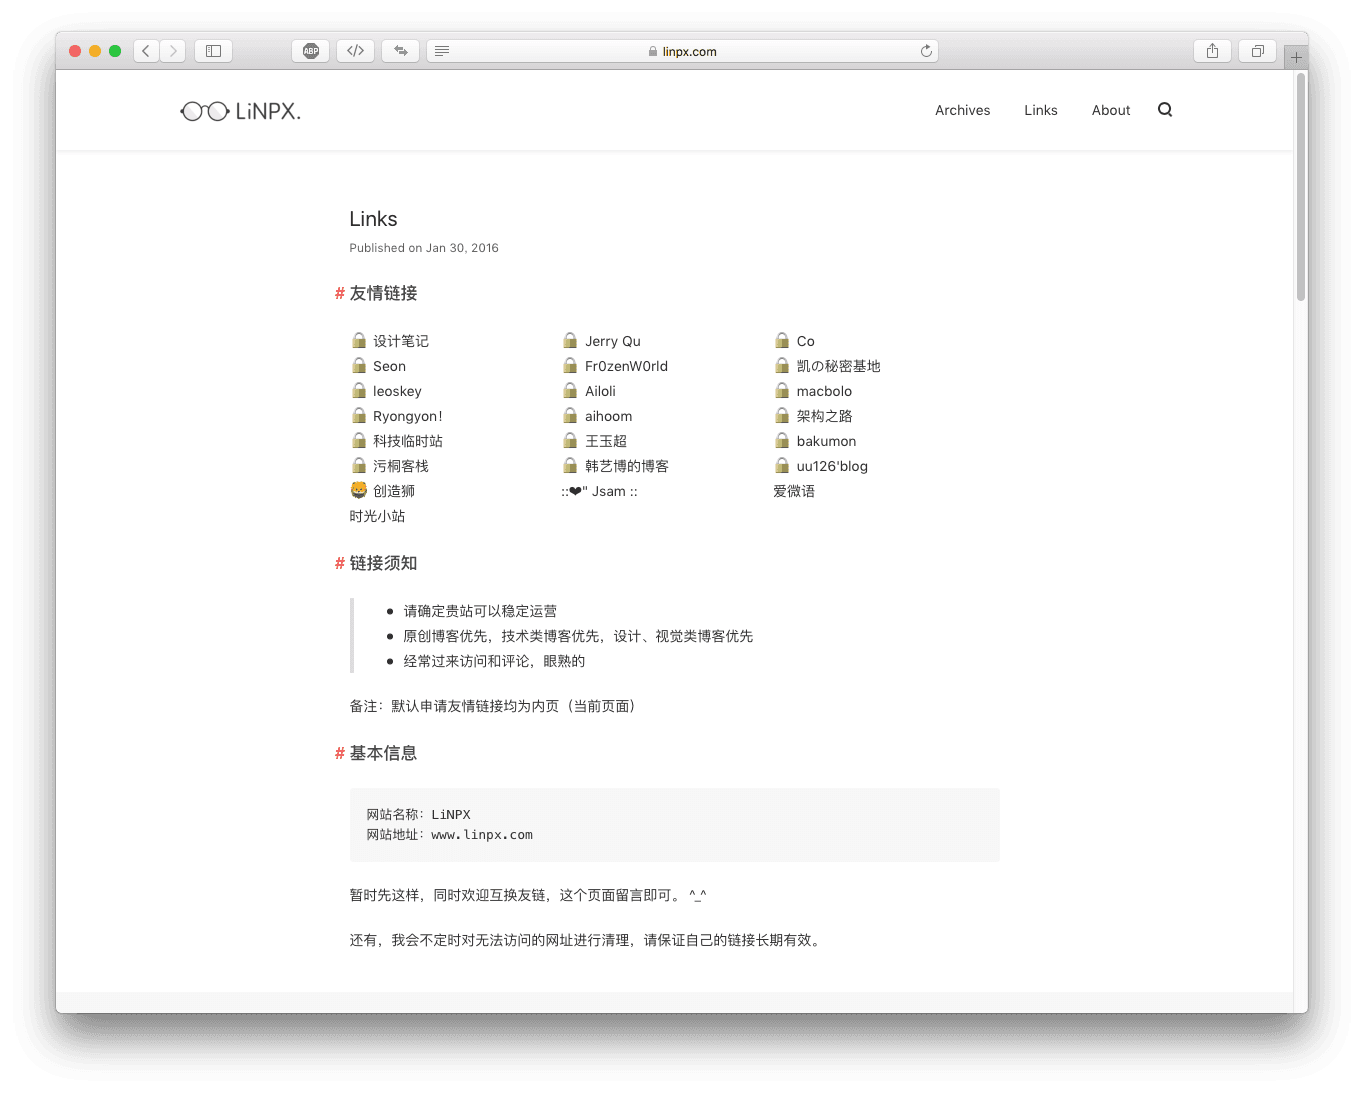 ABP
</>
linpx.com
LiNPX.
Archives Links About
Links
Published on Jan 30, 2016
# 友情链接
设计笔记 Jerry Qu Co
Seon Fr0zenW0rld 凯の秘密基地
leoskey Ailoli macbolo
Ryongyon! aihoom 架构之路
科技临时站 王玉超 bakumon
污桐客栈 韩艺博的博客 uu126'blog
创造狮 ::❤" Jsam :: 爱微语
时光小站
# 链接须知
• 请确定贵站可以稳定运营
• 原创博客优先，技术类博客优先，设计、视觉类博客优先
• 经常过来访问和评论，眼熟的
备注：默认申请友情链接均为内页（当前页面）
# 基本信息
网站名称：LiNPX
网站地址：www.linpx.com
暂时先这样，同时欢迎互换友链，这个页面留言即可。 ^_^
还有，我会不定时对无法访问的网址进行清理，请保证自己的链接长期有效。